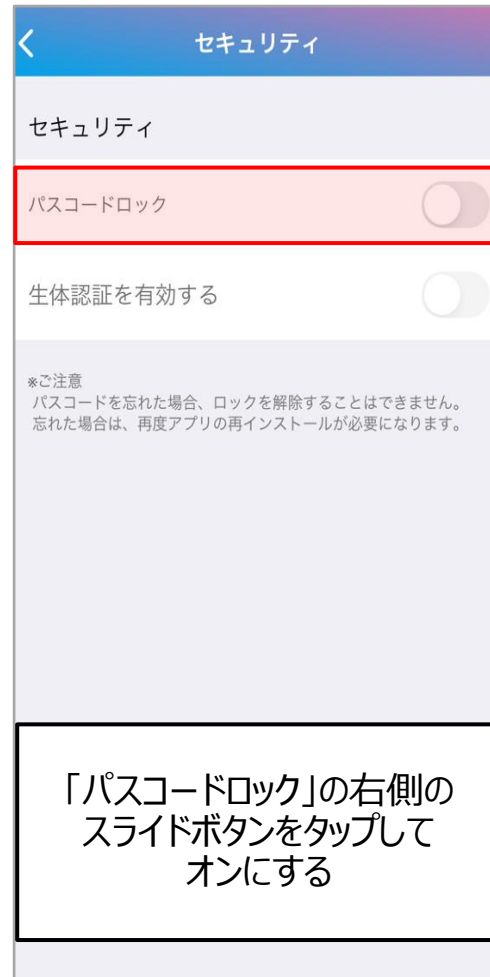 セキュリティ
セキュリティ
パスコードロック
生体認証を有効する
※ご注意
パスコードを忘れた場合、ロックを解除することはできません。
忘れた場合は、再度アプリの再インストールが必要になります。
「パスコードロック」の右側の
スライドボタンをタップして
オンにする